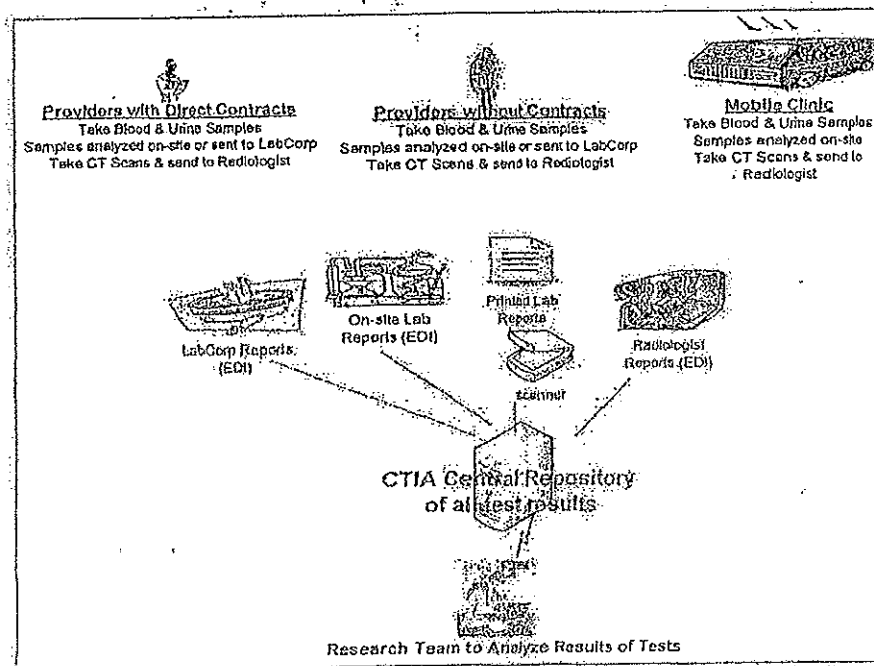 Providers with Direct Contracts
Take Blood & Urine Samples
Samples analyzed on-site or sent to LabCorp
Take CT Scans & send to Radiologist
Providers without Contracts
Take Blood & Urine Samples
Samples analyzed on-site or sent to LabCorp
Take CT Scans & send to Radiologist
Mobile Clinic
Take Blood & Urine Samples
Samples analyzed on-site
Take CT Scans & send to
Radiologist
LabCorp Reports
(EDI)
On-site Lab
Reports (EDI)
Printed Lab
Reports
scanner
Radiologist
Reports (EDI)
CTIA Central Repository
of all test results
Research Team to Analyze Results of Tests